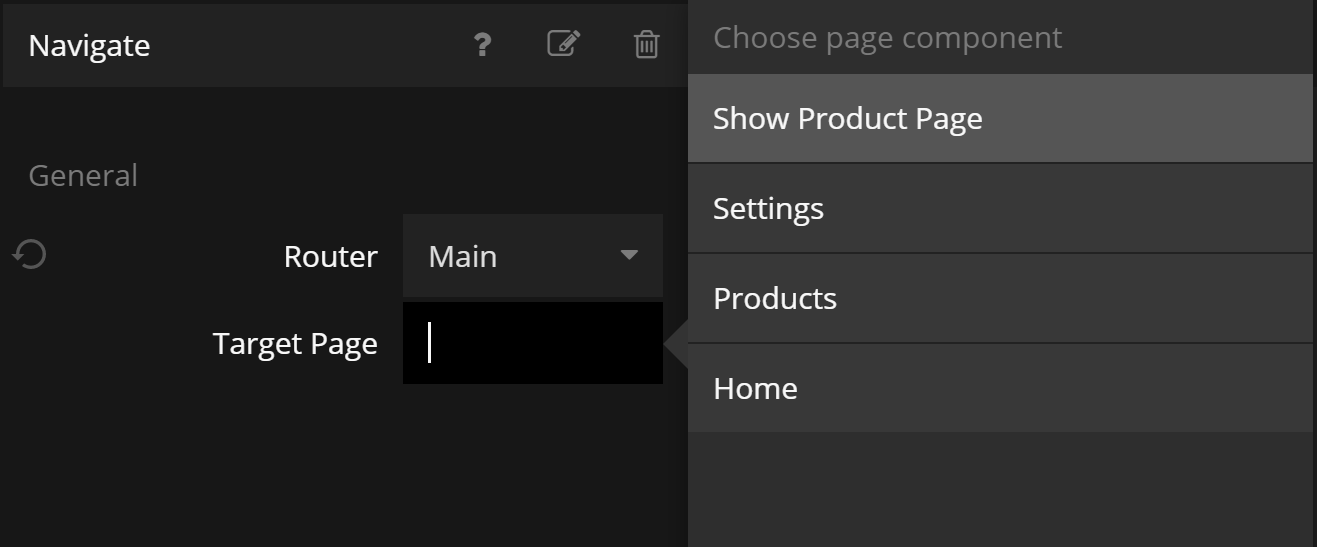 Navigate
General
Router
Main
Target Page
Choose page component
Show Product Page
Settings
Products
Home